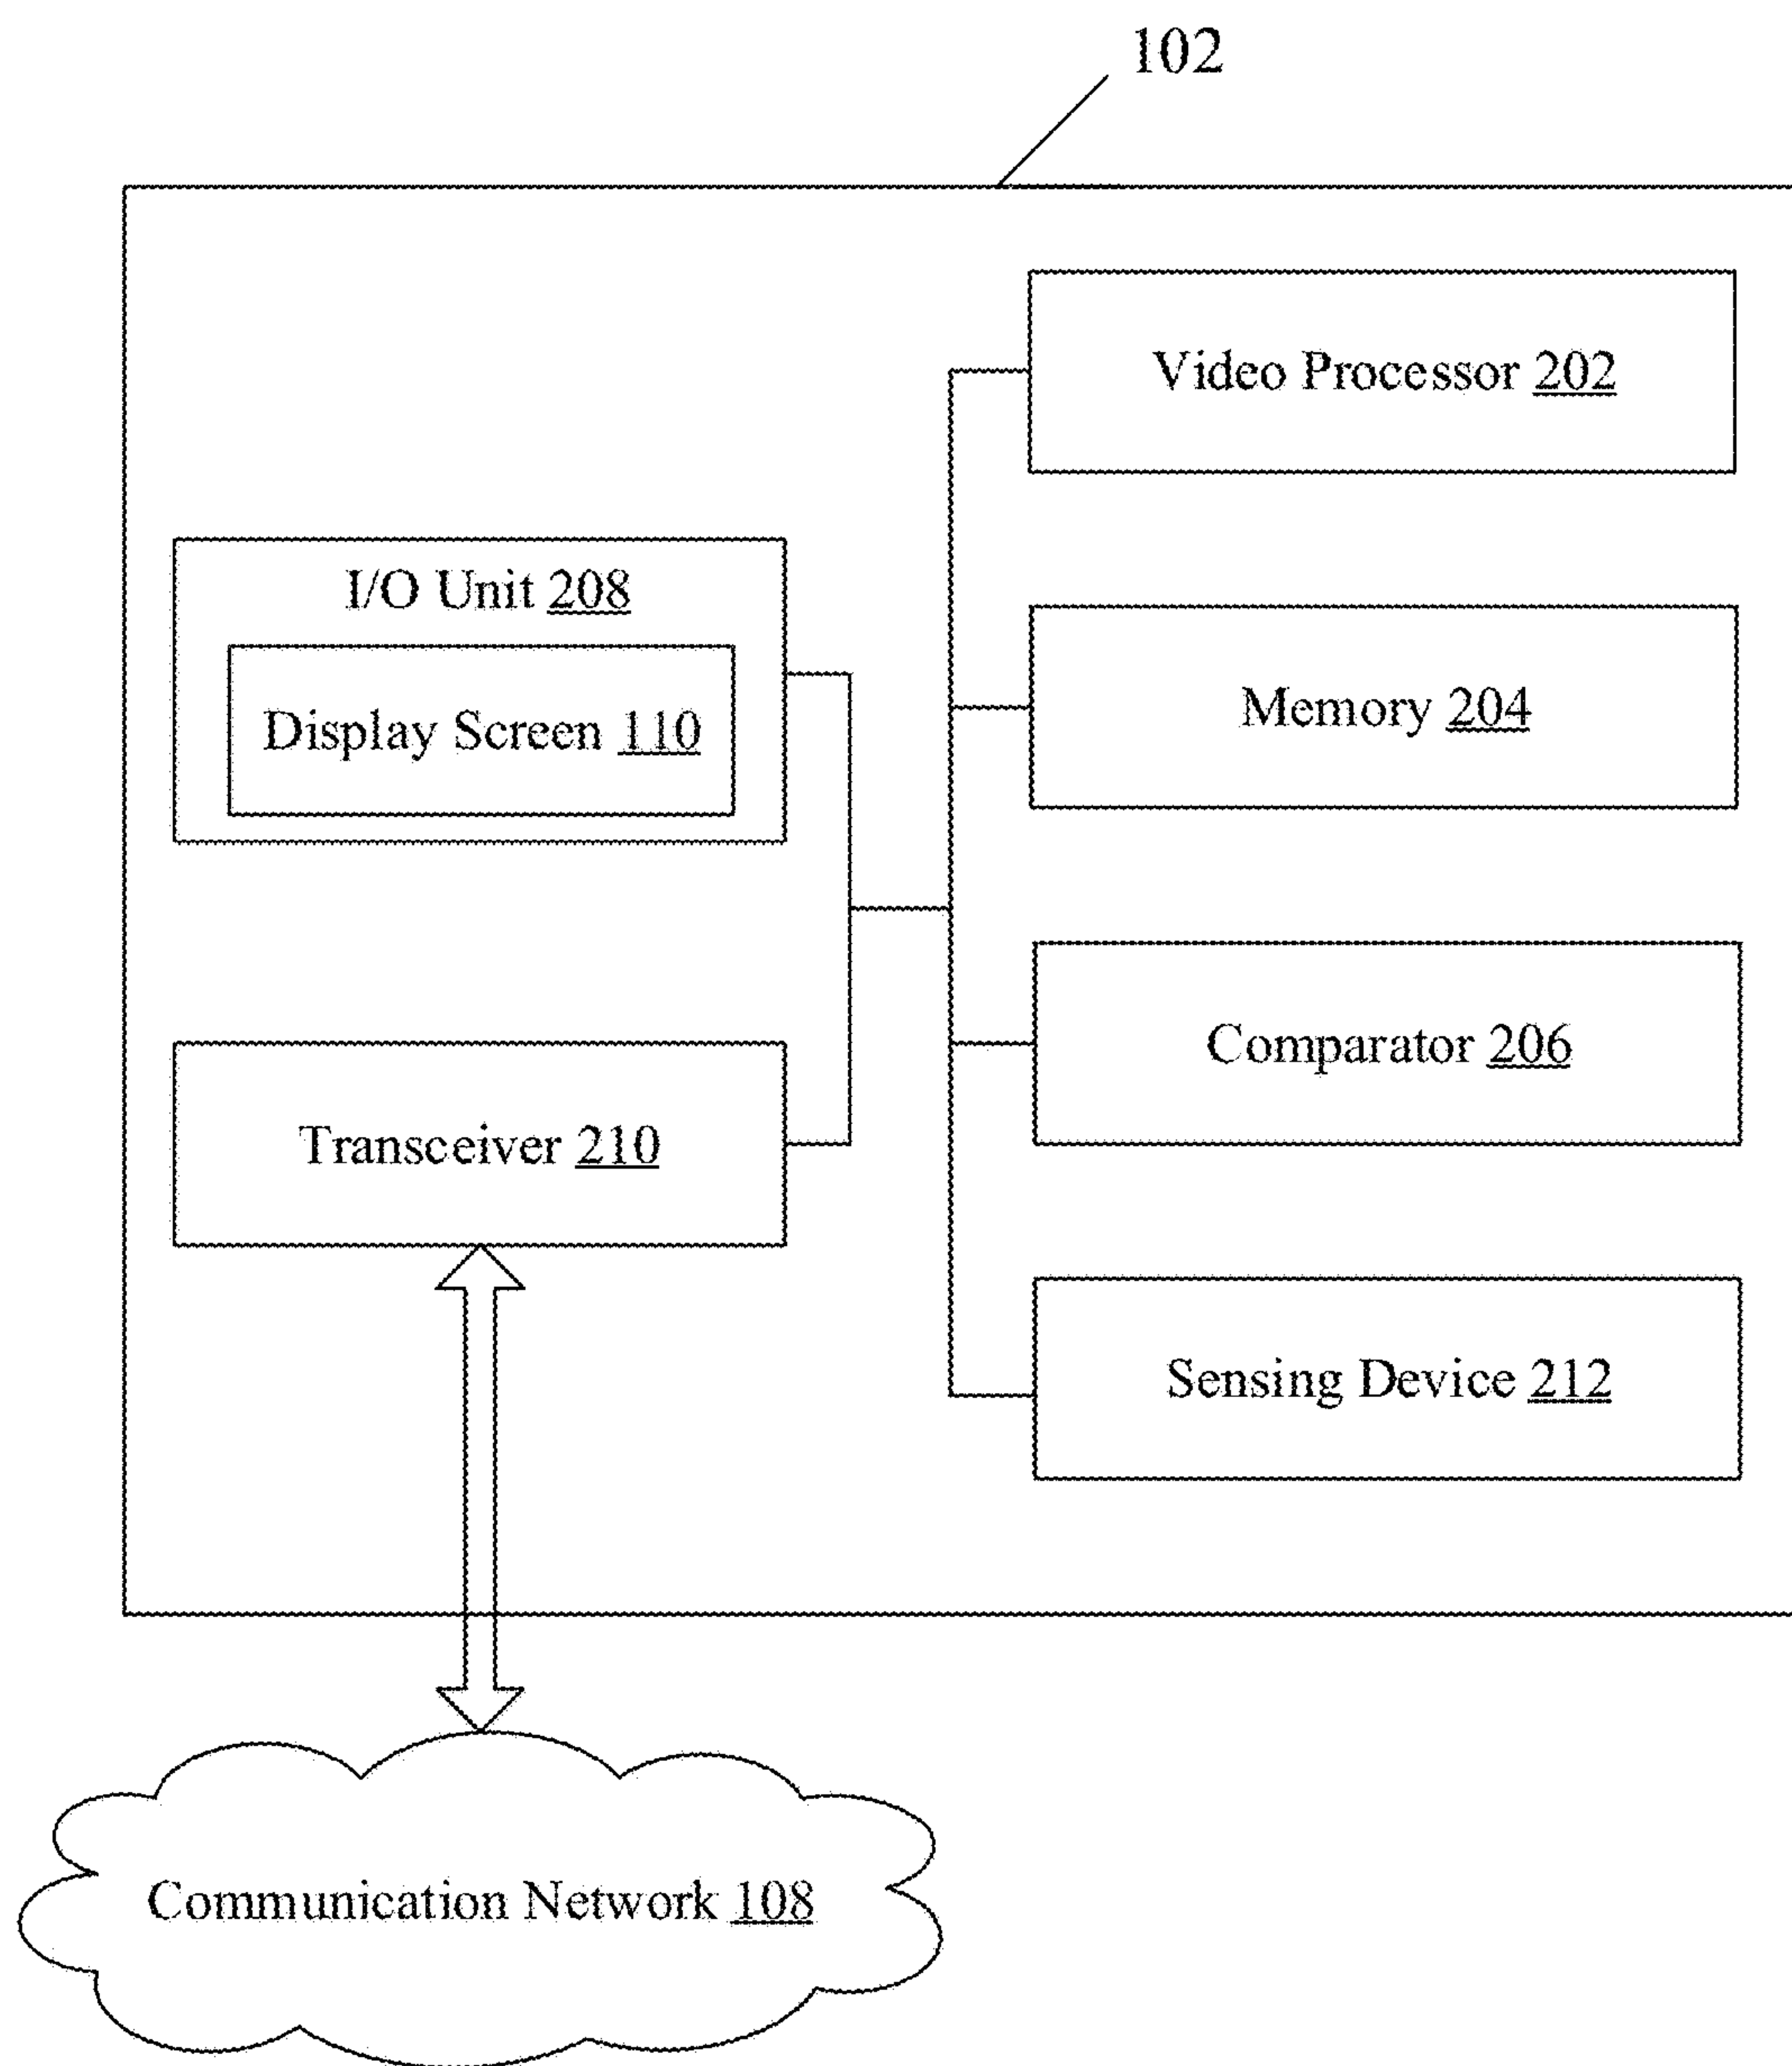 102
Video Processor 202
I/O Unit 208
Display Screen 110
Memory 204
Transceiver 210
Comparator 206
Sensing Device 212
Communication Network 108